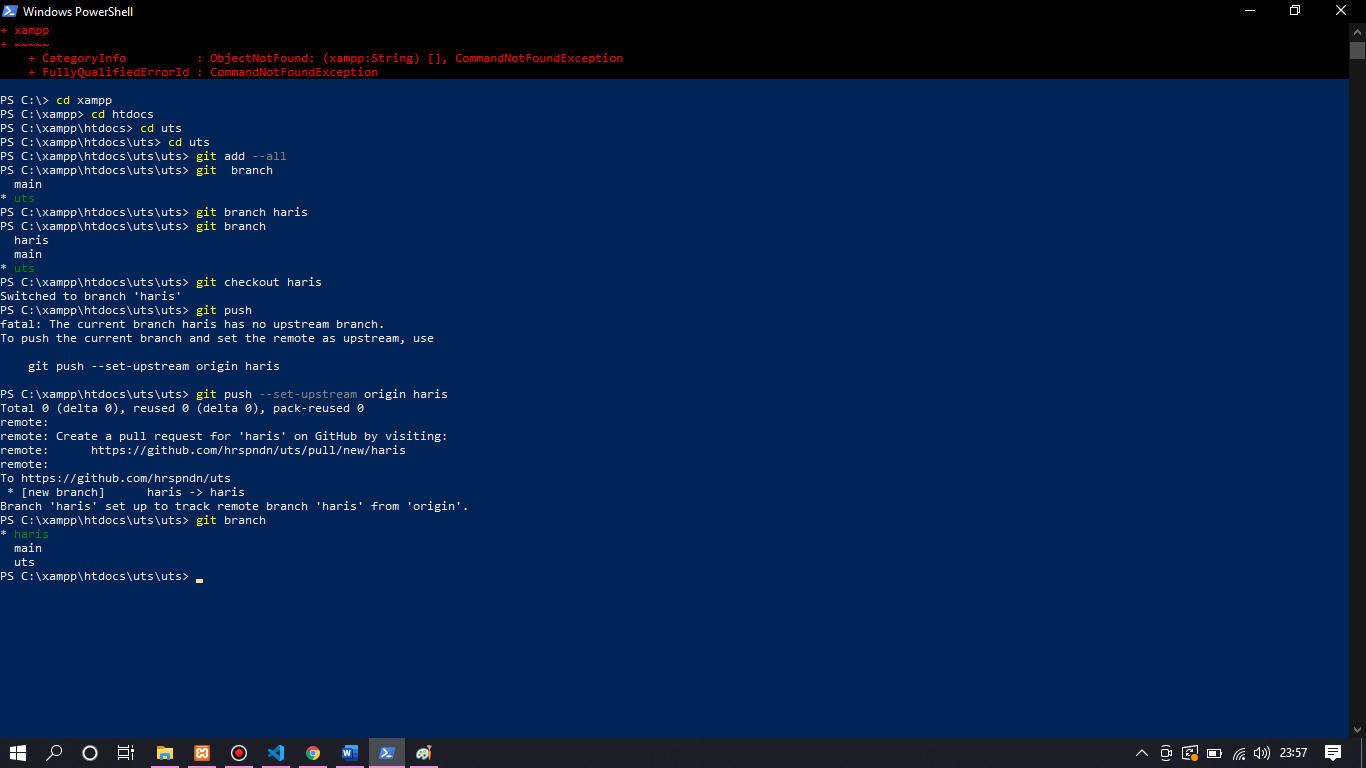 Windows PowerShell
+ xampp
+ ~~~~~
    + CategoryInfo          : ObjectNotFound: (xampp:String) [], CommandNotFoundException
    + FullyQualifiedErrorId : CommandNotFoundException
PS C:\> cd xampp
PS C:\xampp> cd htdocs
PS C:\xampp\htdocs> cd uts
PS C:\xampp\htdocs\uts> cd uts
PS C:\xampp\htdocs\uts\uts> git add --all
PS C:\xampp\htdocs\uts\uts> git  branch
  main
* uts
PS C:\xampp\htdocs\uts\uts> git branch haris
PS C:\xampp\htdocs\uts\uts> git branch
  haris
  main
* uts
PS C:\xampp\htdocs\uts\uts> git checkout haris
Switched to branch 'haris'
PS C:\xampp\htdocs\uts\uts> git push
fatal: The current branch haris has no upstream branch.
To push the current branch and set the remote as upstream, use
    git push --set-upstream origin haris
PS C:\xampp\htdocs\uts\uts> git push --set-upstream origin haris
Total 0 (delta 0), reused 0 (delta 0), pack-reused 0
remote:
remote: Create a pull request for 'haris' on GitHub by visiting:
remote:      https://github.com/hrspndn/uts/pull/new/haris
remote:
To https://github.com/hrspndn/uts
 * [new branch]      haris -> haris
Branch 'haris' set up to track remote branch 'haris' from 'origin'.
PS C:\xampp\htdocs\uts\uts> git branch
* haris
  main
  uts
PS C:\xampp\htdocs\uts\uts>
23:57